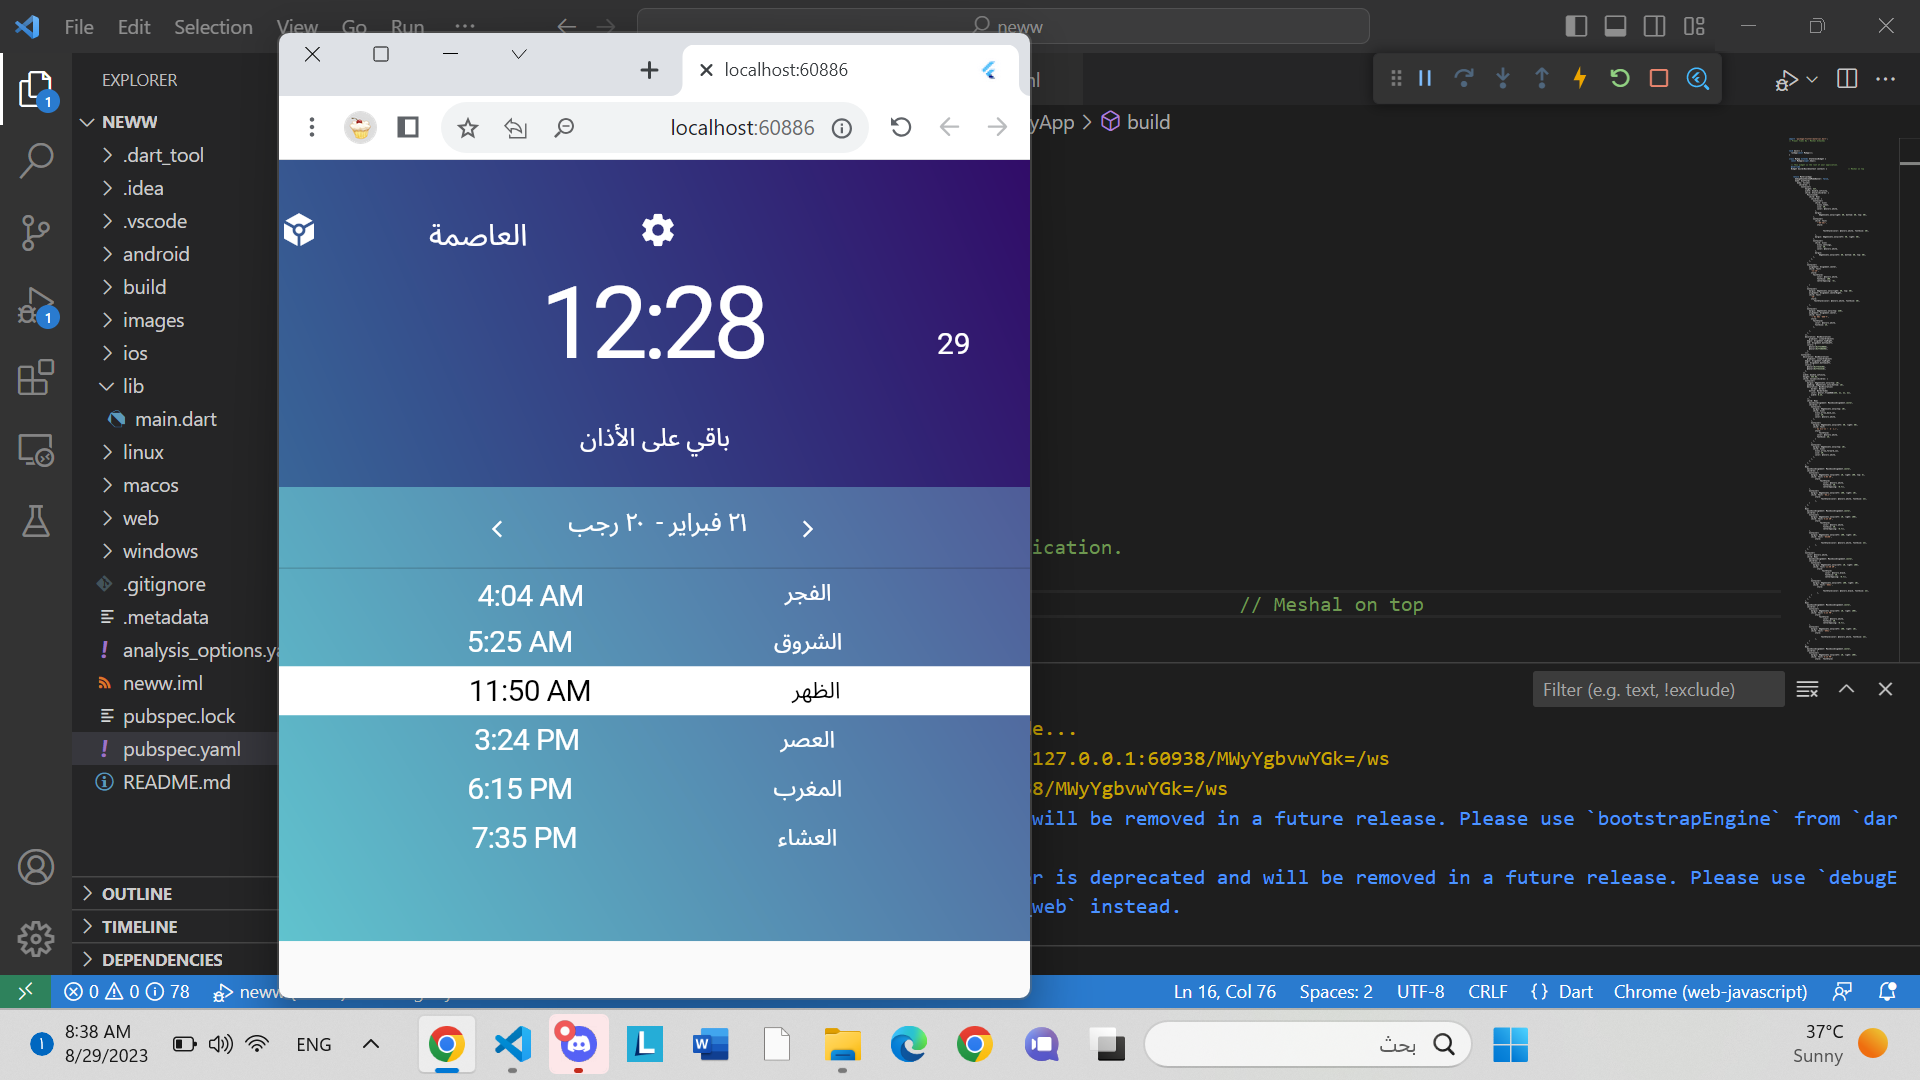 File Edit Selection View Go Run ···
neww
EXPLORER
NEWW
.dart_tool
.idea
.vscode
android
build
images
ios
lib
main.dart
linux
macos
web
windows
.gitignore
.metadata
analysis_options.ya
neww.iml
pubspec.lock
pubspec.yaml
README.md
OUTLINE
TIMELINE
DEPENDENCIES
1
1
localhost:60886
localhost:60886
العاصمة
12:28
29
باقي على الأذان
٢١ فبراير - ٢٠ رجب
4:04 AM الفجر
5:25 AM الشروق
11:50 AM الظهر
3:24 PM العصر
6:15 PM المغرب
7:35 PM العشاء
yApp > build
ication.
// Meshal on top
Filter (e.g. text, !exclude)
e...
127.0.0.1:60938/MWyYgbvwYGk=/ws
8/MWyYgbvwYGk=/ws
will be removed in a future release. Please use `bootstrapEngine` from `dar
r is deprecated and will be removed in a future release. Please use `debugE
web` instead.
0 0 78 neww
Ln 16, Col 76 Spaces: 2 UTF-8 CRLF {} Dart Chrome (web-javascript)
١
8:38 AM
8/29/2023
ENG
L
W
بحث
37°C
Sunny